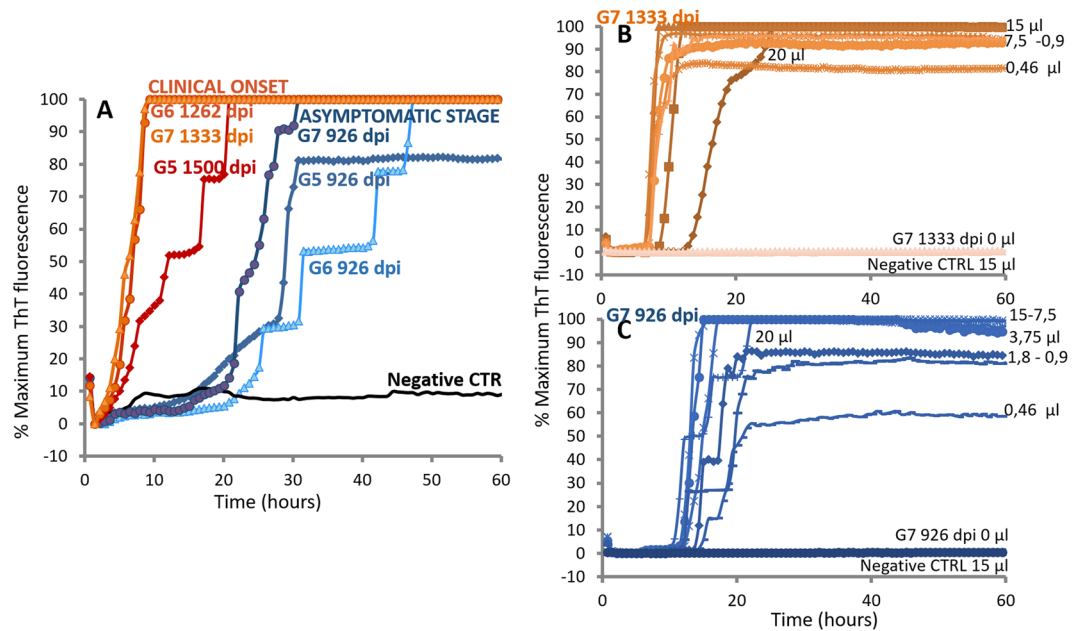 A
CLINICAL ONSET
G6 1262 dpi
G7 1333 dpi
G5 1500 dpi
ASYMPTOMATIC STAGE
G7 926 dpi
G5 926 dpi
G6 926 dpi
Negative CTR
% Maximum ThT fluorescence
100
90
80
70
60
50
40
30
20
10
0
-10
0
10
20
30
40
50
60
Time (hours)
G7 1333 dpi
B
15 µl
7,5 -0,9
20 µl
0,46 µl
G7 1333 dpi 0 µl
Negative CTRL 15 µl
% Maximum ThT fluorescence
100
90
80
70
60
50
40
30
20
10
0
-10
0
20
40
60
G7 926 dpi
C
15-7,5
3,75 µl
20 µl
1,8 - 0,9
0,46 µl
G7 926 dpi 0 µl
Negative CTRL 15 µl
100
90
80
70
60
50
40
30
20
10
0
-10
0
20
40
60
Time (hours)